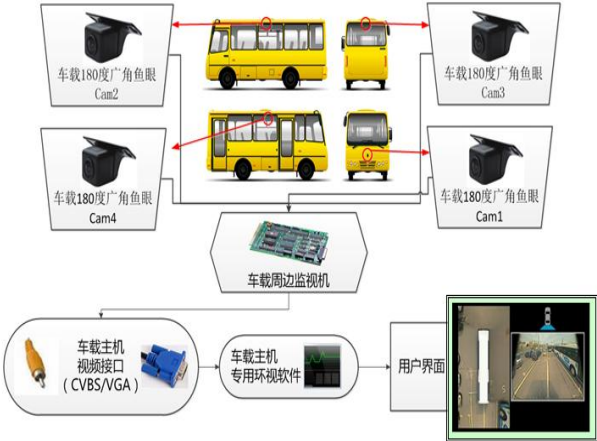 车载180度广角鱼眼
Cam2
车载180度广角鱼眼
Cam3
车载180度广角鱼眼
Cam4
车载180度广角鱼眼
Cam1
车载周边监视机
车载主机
视频接口
（CVBS/VGA）
车载主机
专用环视软件
用户界面